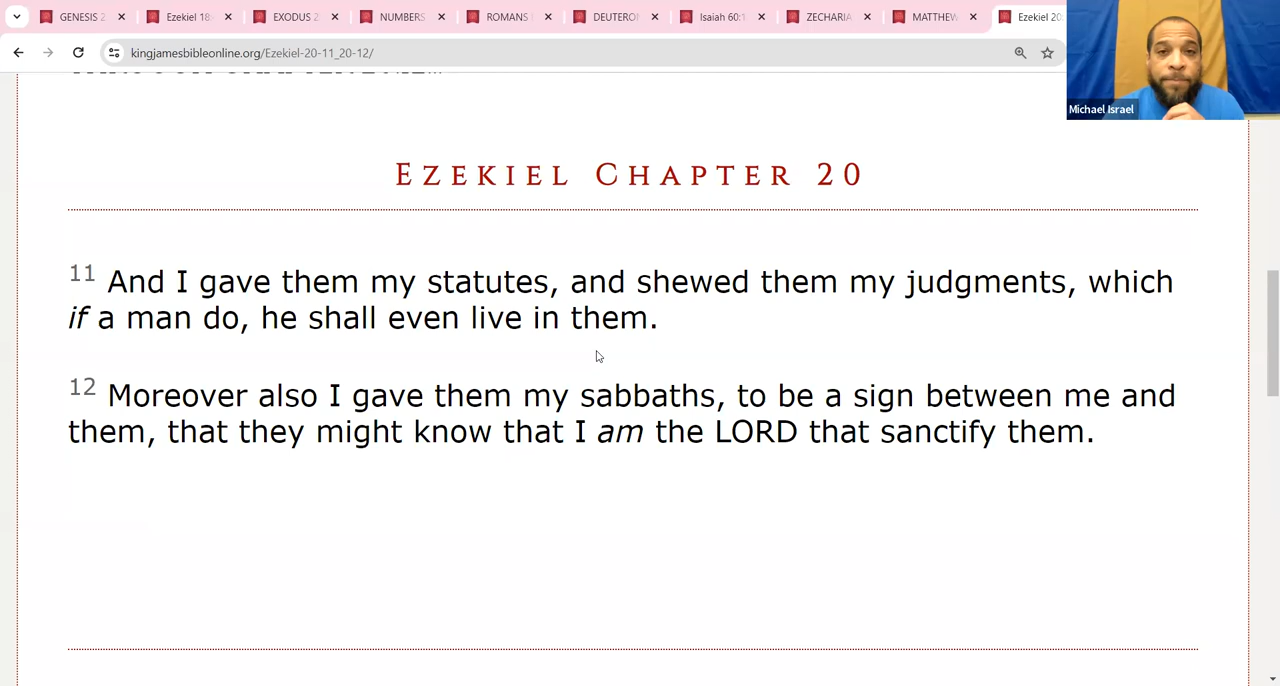 GENESIS 2
Ezekiel 18:
EXODUS 2
NUMBERS
ROMANS
DEUTERO
Isaiah 60:1
ZECHARIA
MATTHEW
Ezekiel 20:
kingjamesbibleonline.org/Ezekiel-20-11_20-12/
Michael Israel
EZEKIEL CHAPTER 20
11 And I gave them my statutes, and shewed them my judgments, which
if a man do, he shall even live in them.
12 Moreover also I gave them my sabbaths, to be a sign between me and
them, that they might know that I am the LORD that sanctify them.